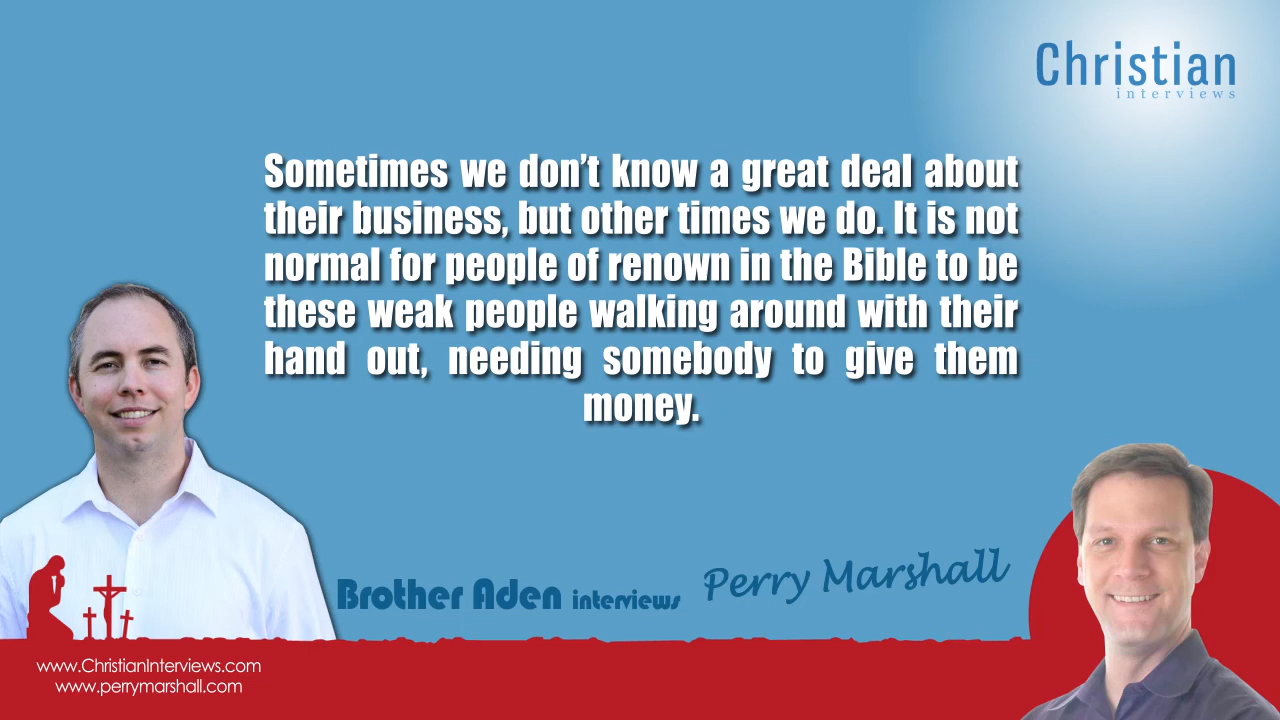 Christian
interviews
Sometimes we don’t know a great deal about
their business, but other times we do. It is not
normal for people of renown in the Bible to be
these weak people walking around with their
hand out, needing somebody to give them
money.
Brother Aden interviews Perry Marshall
www.ChristianInterviews.com
www.perrymarshall.com